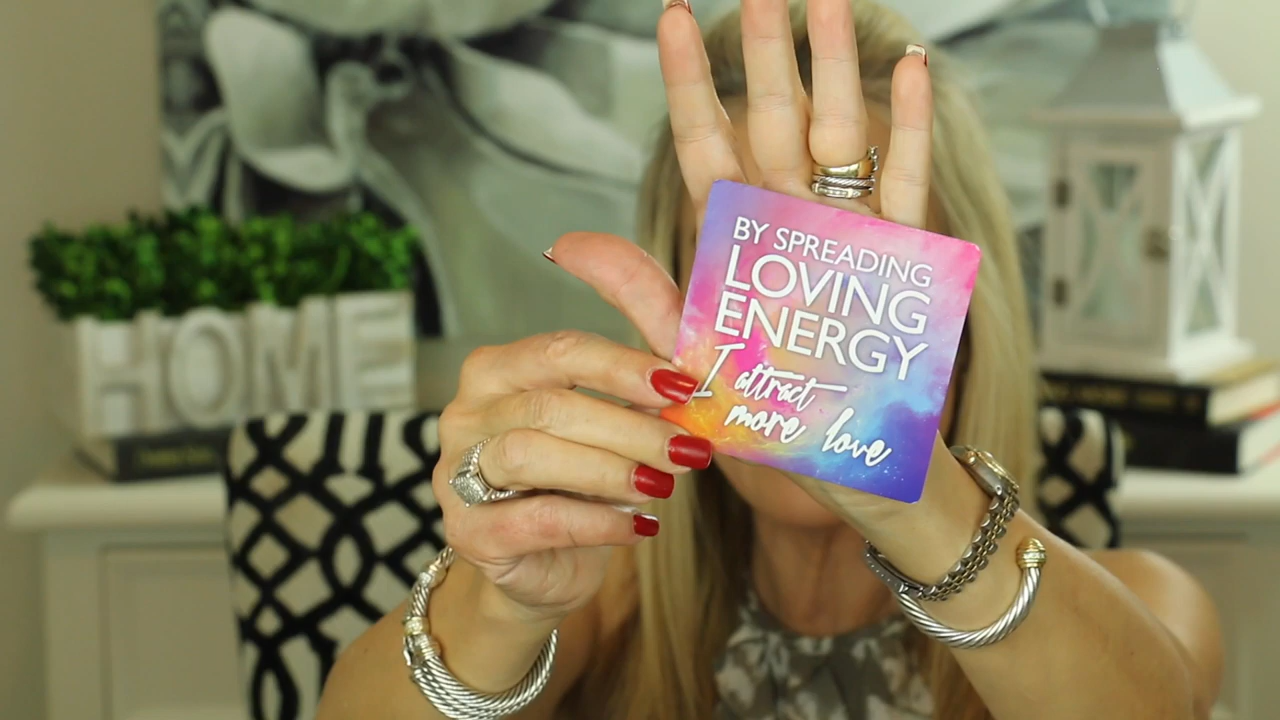 HOME
BY SPREADING
LOVING
ENERGY
I attract
more love